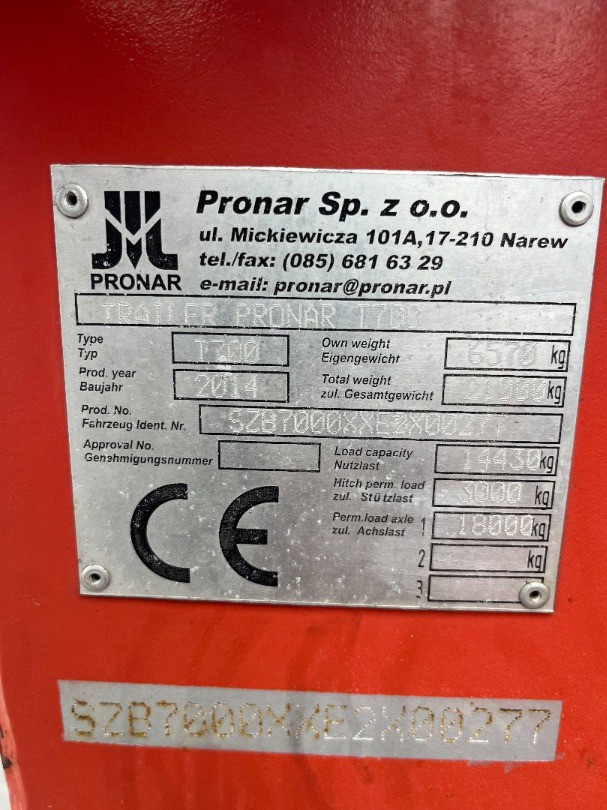 PRONAR
Pronar Sp. z o.o.
ul. Mickiewicza 101A,17-210 Narew
tel./fax: (085) 681 63 29
e-mail: pronar@pronar.pl
TRAILER PRONAR T700
Type
Typ
T700
Own weight
Eigengewicht
6570 kg
Prod. year
Baujahr
2014
Total weight
zul. Gesamtgewicht
21000 kg
Prod. No.
Fahrzeug Ident. Nr.
SZB7000XXE2X00277
Approval No.
Genehmigungsnummer
Load capacity
Nutzlast
14430 kg
Hitch perm. load
zul. Stützlast
3000 kg
Perm.load axle
zul. Achslast
1 18000 kg
2 kg
3
CE
SZB7000XXE2X00277